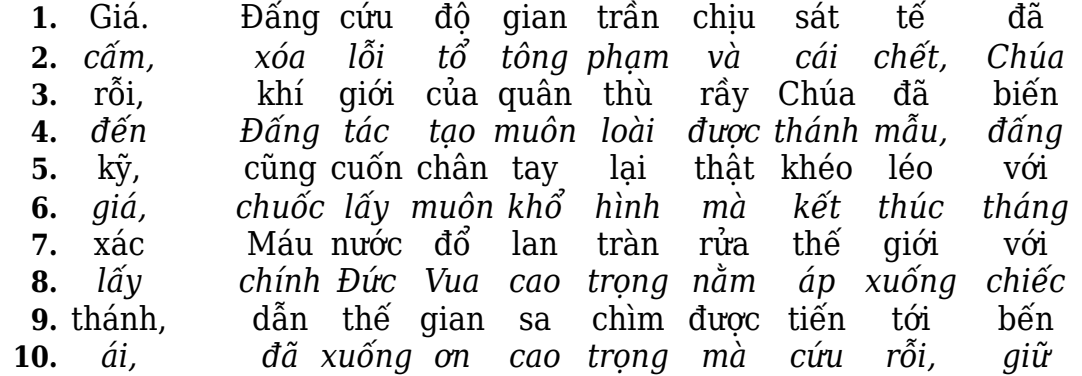 1. Giá. Đấng cứu độ gian trần chịu sát tế đã
2. cấm, xóa lỗi tổ tông phạm và cái chết, Chúa
3. rỗi, khí giới của quân thù rầy Chúa đã biến
4. đến Đấng tác tạo muôn loài được thánh mẫu, đấng
5. kỹ, cũng cuốn chân tay lại thật khéo léo với
6. giá, chuốc lấy muôn khổ hình mà kết thúc tháng
7. xác Máu nước đổ lan tràn rửa thế giới với
8. lấy chính Đức Vua cao trọng nằm áp xuống chiếc
9. thánh, dẫn thế gian sa chìm được tiến tới bến
10. ái, đã xuống ơn cao trọng mà cứu rỗi, giữ